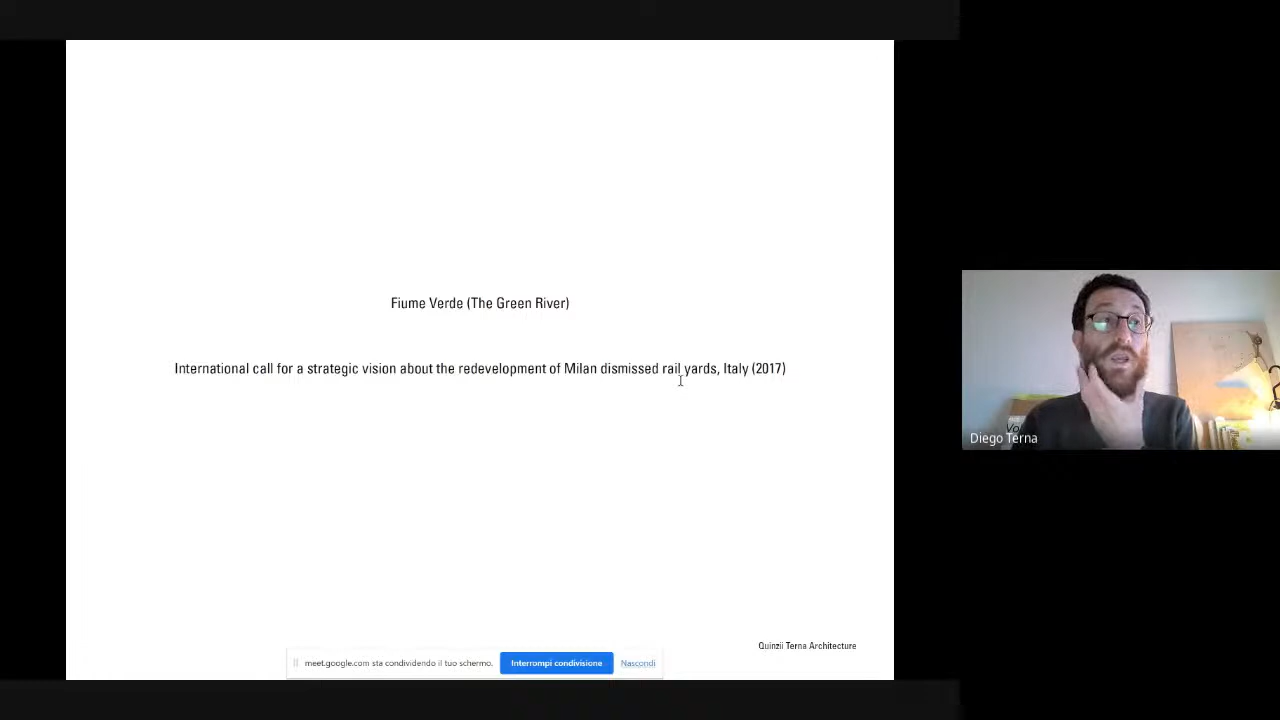 Fiume Verde (The Green River)
International call for a strategic vision about the redevelopment of Milan dismissed rail yards, Italy (2017)
Diego Terna
Quinzii Terna Architecture
meet.google.com sta condividendo il tuo schermo. Interrompi condivisione Nascondi